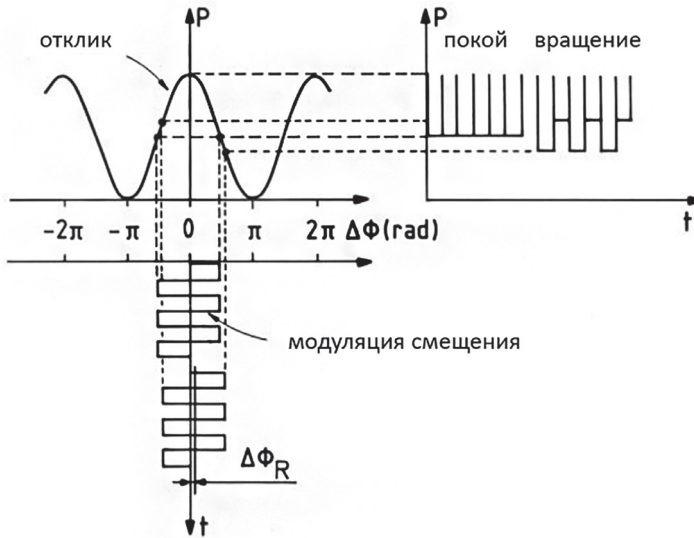 P
отклик
P
покой вращение
-2π -π 0 π 2π ΔΦ(rad)
t
модуляция смещения
ΔΦR
t